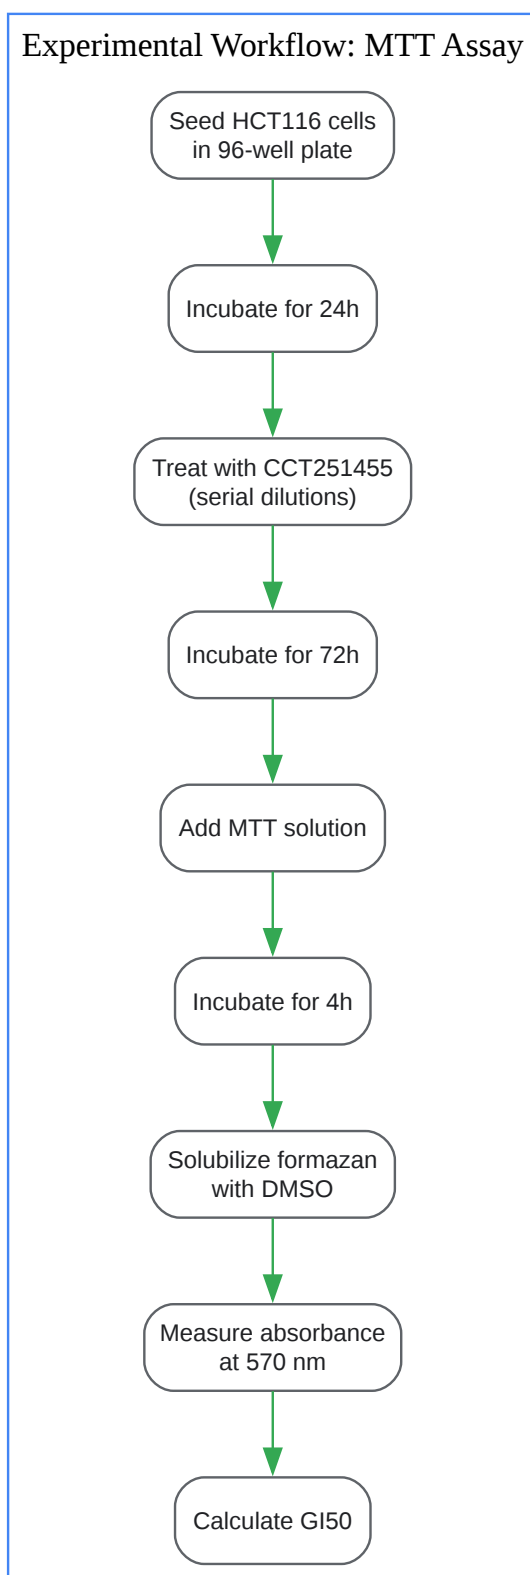 Experimental Workflow: MTT Assay
Seed HCT116 cells
in 96-well plate
Incubate for 24h
Treat with CCT251455
(serial dilutions)
Incubate for 72h
Add MTT solution
Incubate for 4h
Solubilize formazan
with DMSO
Measure absorbance
at 570 nm
Calculate GI50